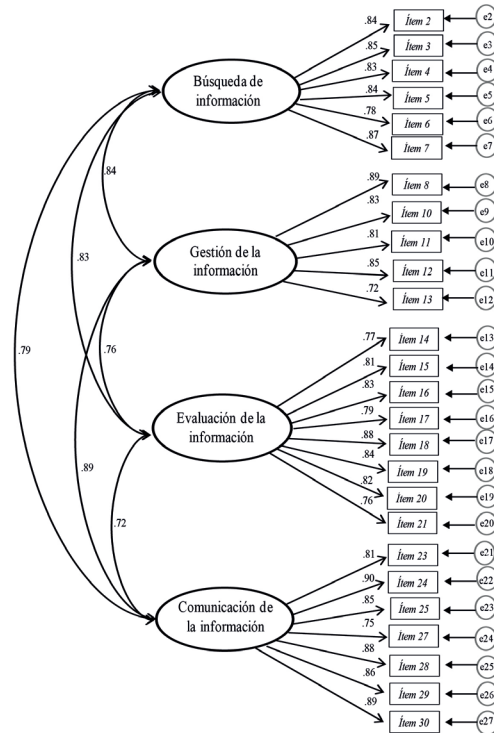 .84 Ítem 2 e2
.85 Ítem 3 e3
.83 Ítem 4 e4
Búsqueda de
información
.84 Ítem 5 e5
.78 Ítem 6 e6
.87 Ítem 7 e7
.84
.89 Ítem 8 e8
.83 Ítem 10 e9
.81 Ítem 11 e10
Gestión de la
información
.85 Ítem 12 e11
.72 Ítem 13 e12
.83
.79
.76
.77 Ítem 14 e13
.81 Ítem 15 e14
.83 Ítem 16 e15
.79 Ítem 17 e16
Evaluación de la
información
.88 Ítem 18 e17
.84 Ítem 19 e18
.82 Ítem 20 e19
.76 Ítem 21 e20
.89
.72
.81 Ítem 23 e21
.90 Ítem 24 e22
.85 Ítem 25 e23
Comunicación de
la información
.75 Ítem 27 e24
.88 Ítem 28 e25
.86 Ítem 29 e26
.89 Ítem 30 e27